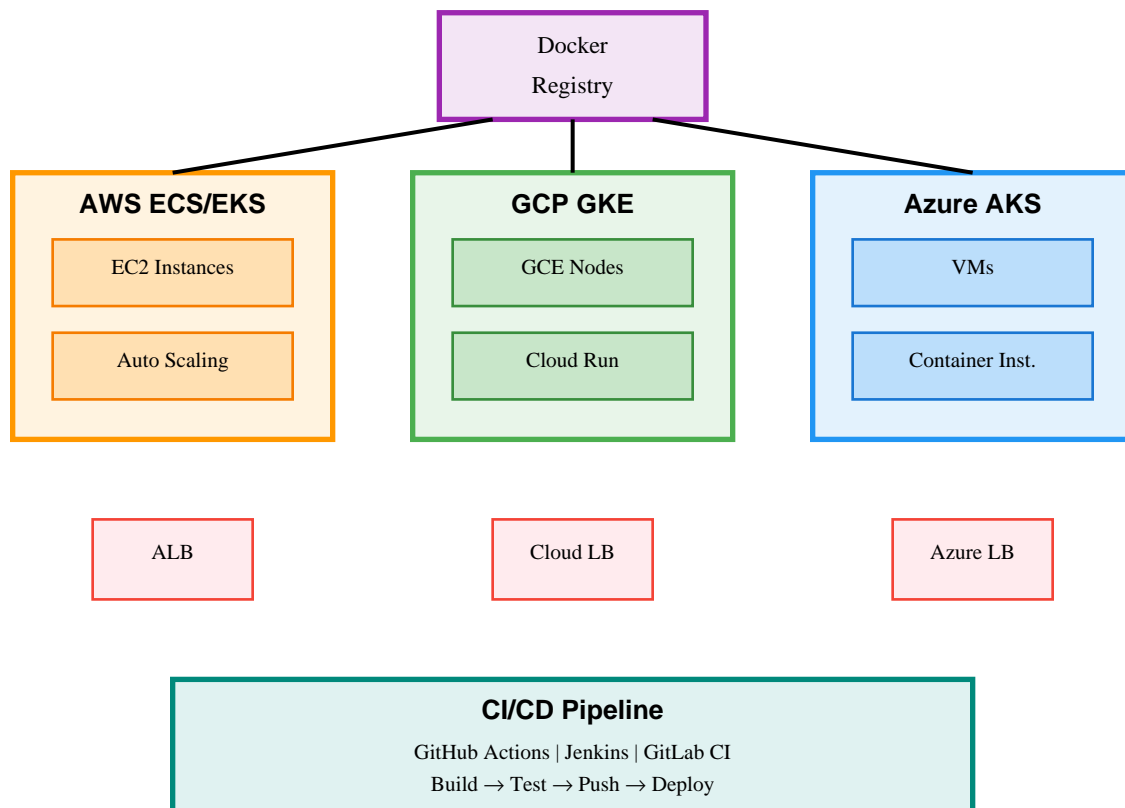 Docker
Registry
AWS ECS/EKS
GCP GKE
Azure AKS
EC2 Instances
GCE Nodes
VMs
Auto Scaling
Cloud Run
Container Inst.
ALB
Cloud LB
Azure LB
CI/CD Pipeline
GitHub Actions | Jenkins | GitLab CI
Build → Test → Push → Deploy